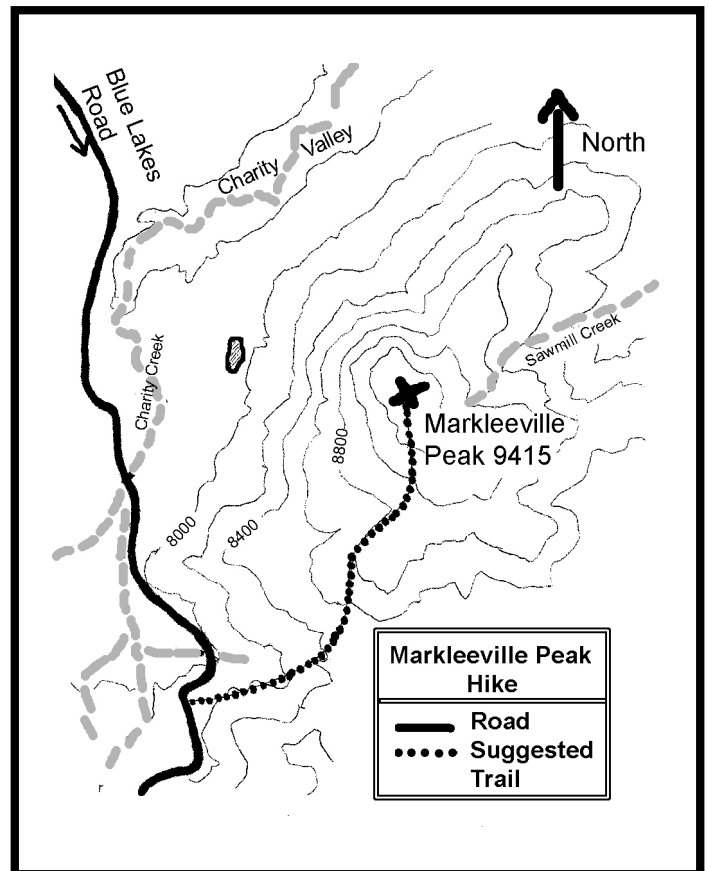 Blue Lakes
Road
North
Charity
Valley
Sawmill Creek
Charity Creek
Markleeville
Peak 9415
8800
8000
8400
Markleeville Peak
Hike
Road
Suggested
Trail